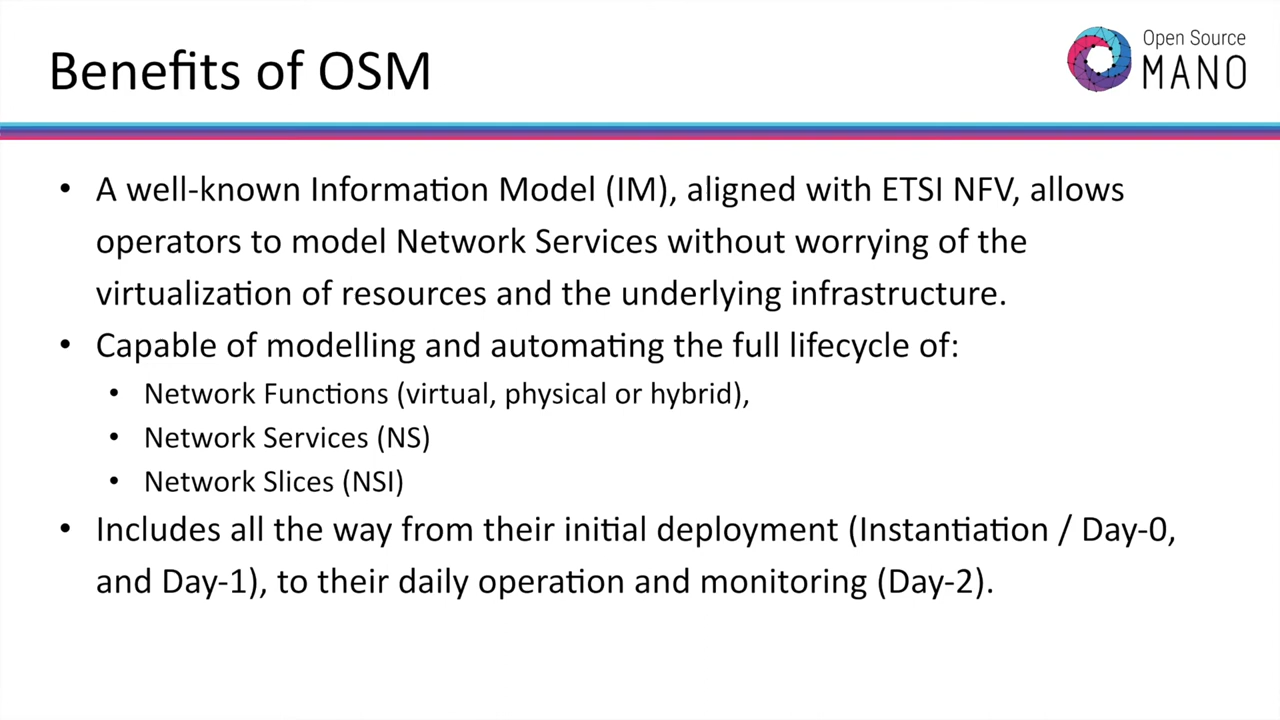 Benefits of OSM
Open Source
MANO
• A well-known Information Model (IM), aligned with ETSI NFV, allows
operators to model Network Services without worrying of the
virtualization of resources and the underlying infrastructure.
• Capable of modelling and automating the full lifecycle of:
• Network Functions (virtual, physical or hybrid),
• Network Services (NS)
• Network Slices (NSI)
• Includes all the way from their initial deployment (Instantiation / Day-0,
and Day-1), to their daily operation and monitoring (Day-2).